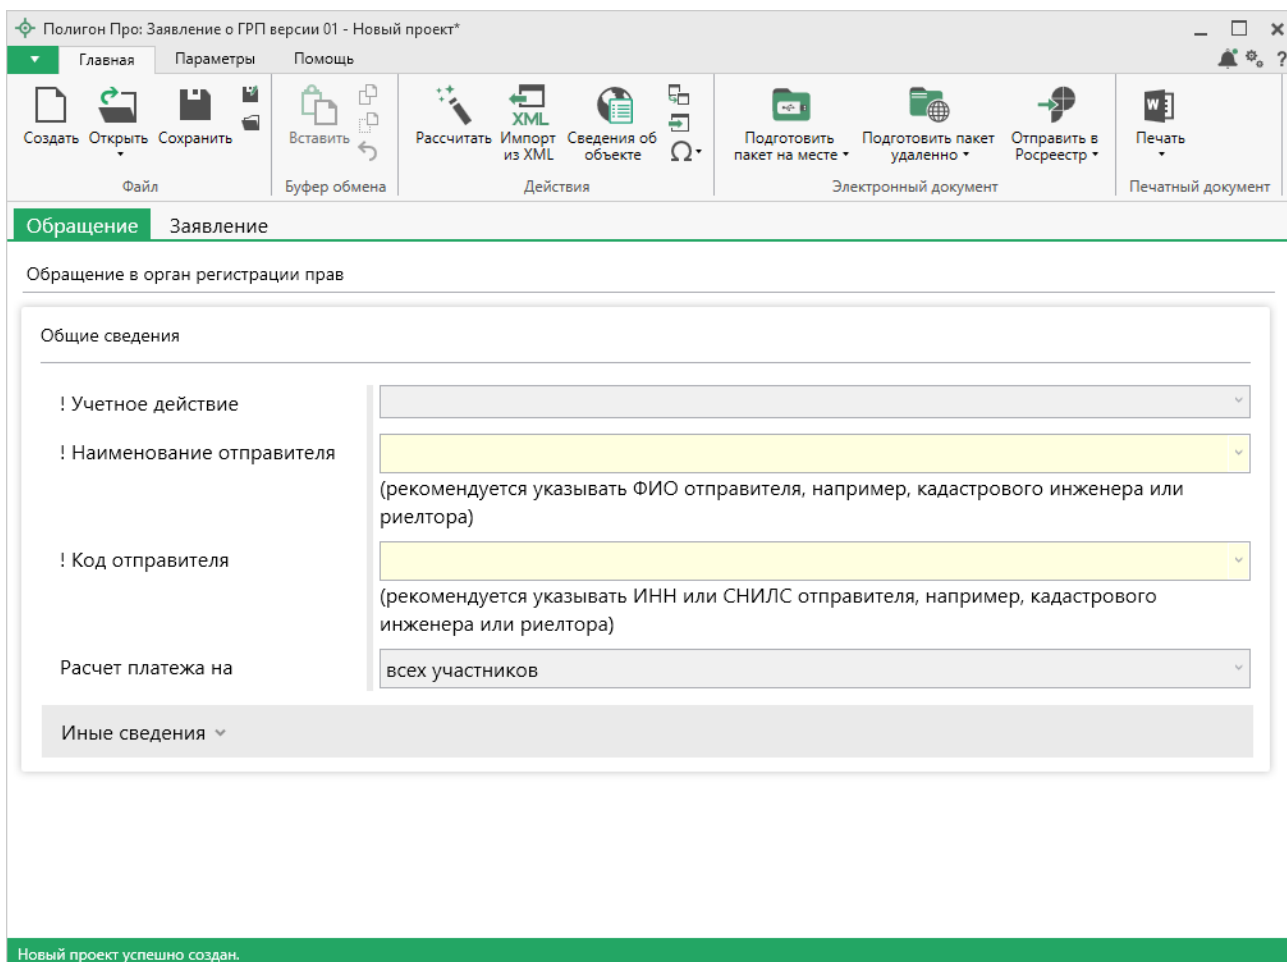 Полигон Про: Заявление о ГРП версии 01 - Новый проект*
Главная Параметры Помощь
?
Создать Открыть Сохранить
Вставить
Рассчитать
XML
Импорт из XML
Сведения об объекте
Ω
Подготовить пакет на месте
Подготовить пакет удаленно
Отправить в Росреестр
W
Печать
Файл Буфер обмена Действия Электронный документ Печатный документ
Обращение Заявление
Обращение в орган регистрации прав
Общие сведения
! Учетное действие
! Наименование отправителя
(рекомендуется указывать ФИО отправителя, например, кадастрового инженера или
риелтора)
! Код отправителя
(рекомендуется указывать ИНН или СНИЛС отправителя, например, кадастрового
инженера или риелтора)
Расчет платежа на всех участников
Иные сведения
Новый проект успешно создан.